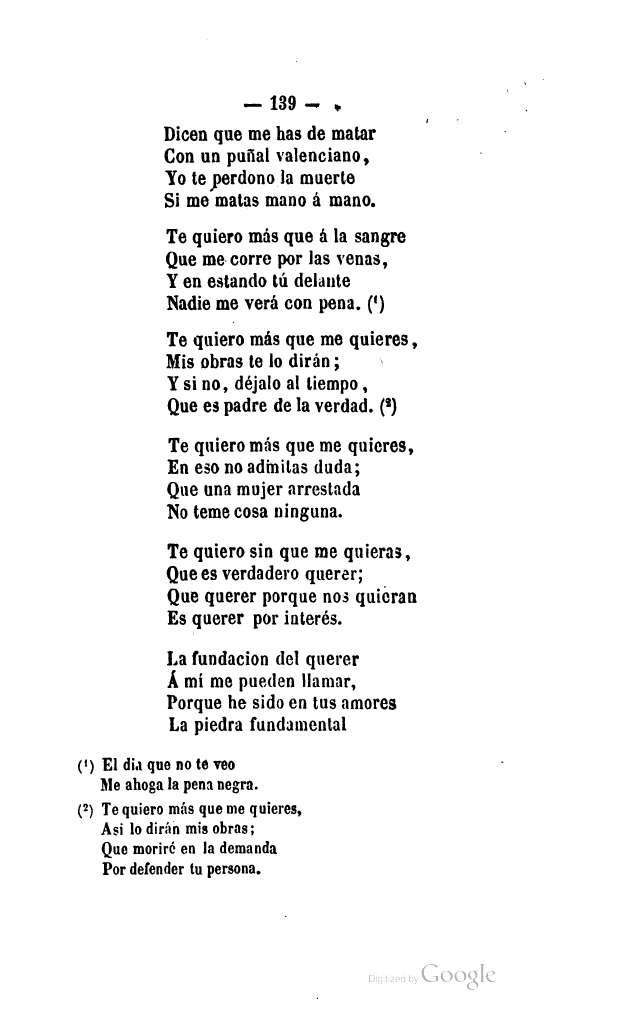 — 139 —
Dicen que me has de matar
Con un puñal valenciano,
Yo te perdono la muerte
Si me matas mano á mano.
Te quiero más que á la sangre
Que me corre por las venas,
Y en estando tú delante
Nadie me verá con pena. (¹)
Te quiero más que me quieres,
Mis obras te lo dirán;
Y si no, déjalo al tiempo,
Que es padre de la verdad. (²)
Te quiero más que me quieres,
En eso no admitas duda;
Que una mujer arrestada
No teme cosa ninguna.
Te quiero sin que me quieras,
Que es verdadero querer;
Que querer porque nos quieran
Es querer por interés.
La fundacion del querer
Á mí me pueden llamar,
Porque he sido en tus amores
La piedra fundamental
(¹) El dia que no te veo
Me ahoga la pena negra.
(²) Te quiero más que me quieres,
Asi lo dirán mis obras;
Que moriré en la demanda
Por defender tu persona.
Digitized by Google